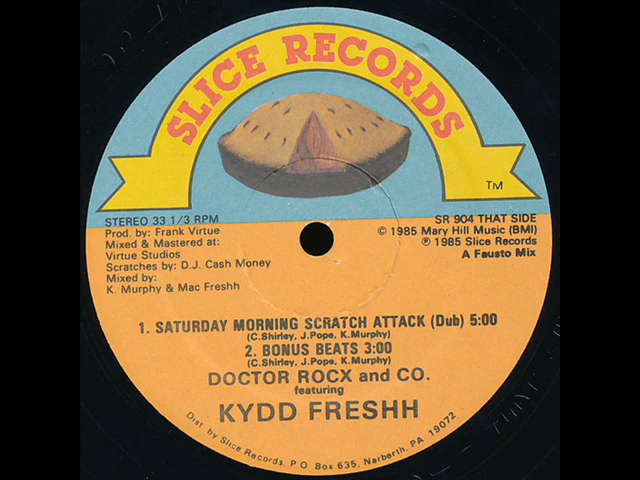 SLICE RECORDS
TM
STEREO 33 1/3 RPM
Prod. by: Frank Virtue
Mixed & Mastered at:
Virtue Studios
Scratches by: D.J. Cash Money
Mixed by:
K. Murphy & Mac Freshh
SR 904 THAT SIDE
© 1985 Mary Hill Music (BMI)
℗ 1985 Slice Records
A Fausto Mix
1. SATURDAY MORNING SCRATCH ATTACK (Dub) 5:00
(C.Shirley, J.Pope, K.Murphy)
2. BONUS BEATS 3:00
(C.Shirley, J.Pope, K.Murphy)
DOCTOR ROCX and CO.
featuring
KYDD FRESHH
Dist. by Slice Records, P.O. Box 635, Narberth, PA 19072